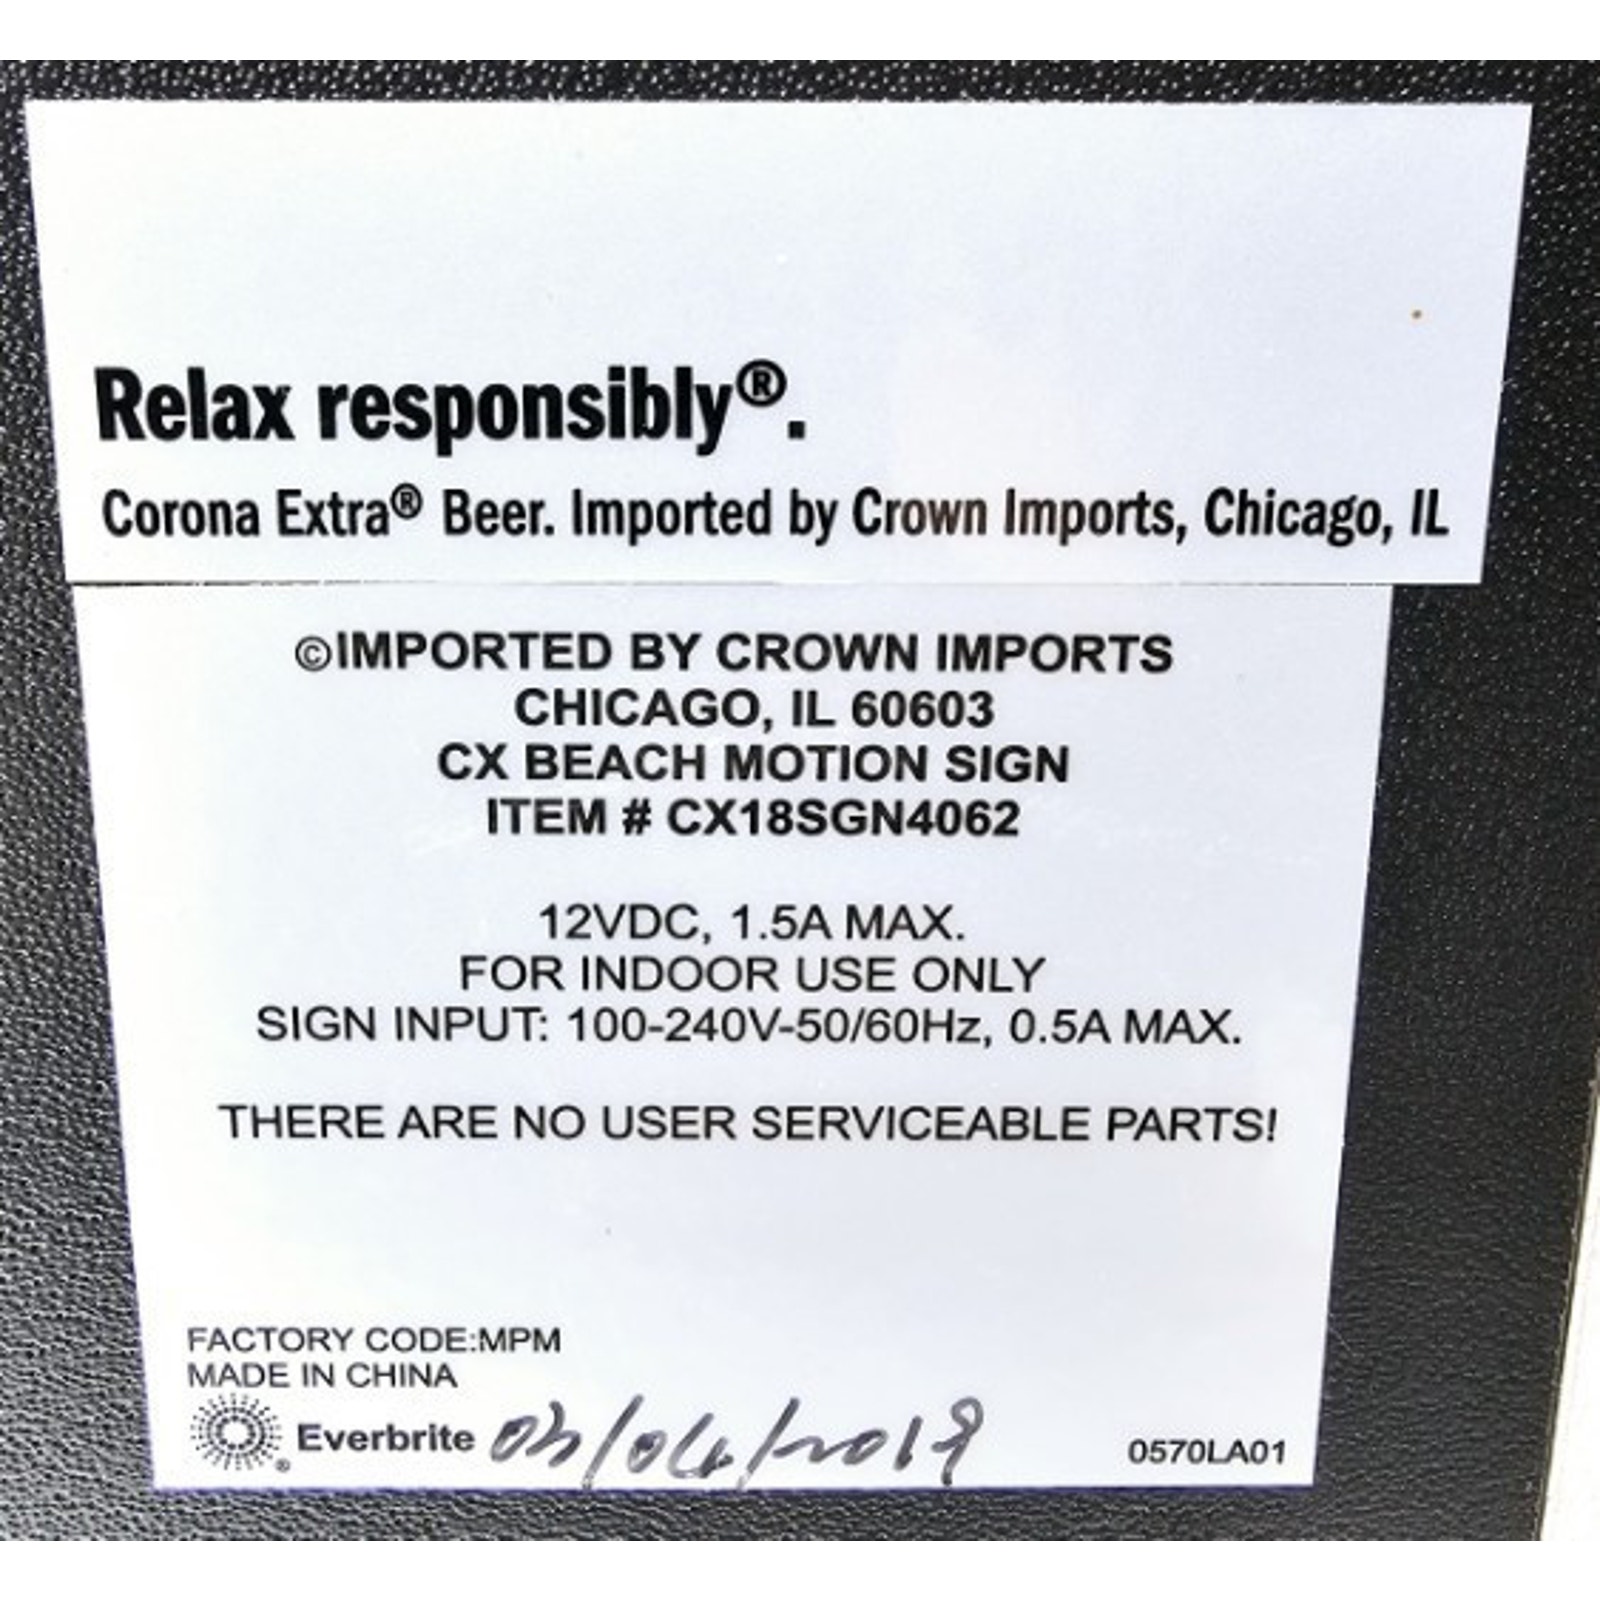 Relax responsibly®.
Corona Extra® Beer. Imported by Crown Imports, Chicago, IL
©IMPORTED BY CROWN IMPORTS
CHICAGO, IL 60603
CX BEACH MOTION SIGN
ITEM # CX18SGN4062
12VDC, 1.5A MAX.
FOR INDOOR USE ONLY
SIGN INPUT: 100-240V-50/60Hz, 0.5A MAX.
THERE ARE NO USER SERVICEABLE PARTS!
FACTORY CODE:MPM
MADE IN CHINA
Everbrite® 03/04/2019
0570LA01